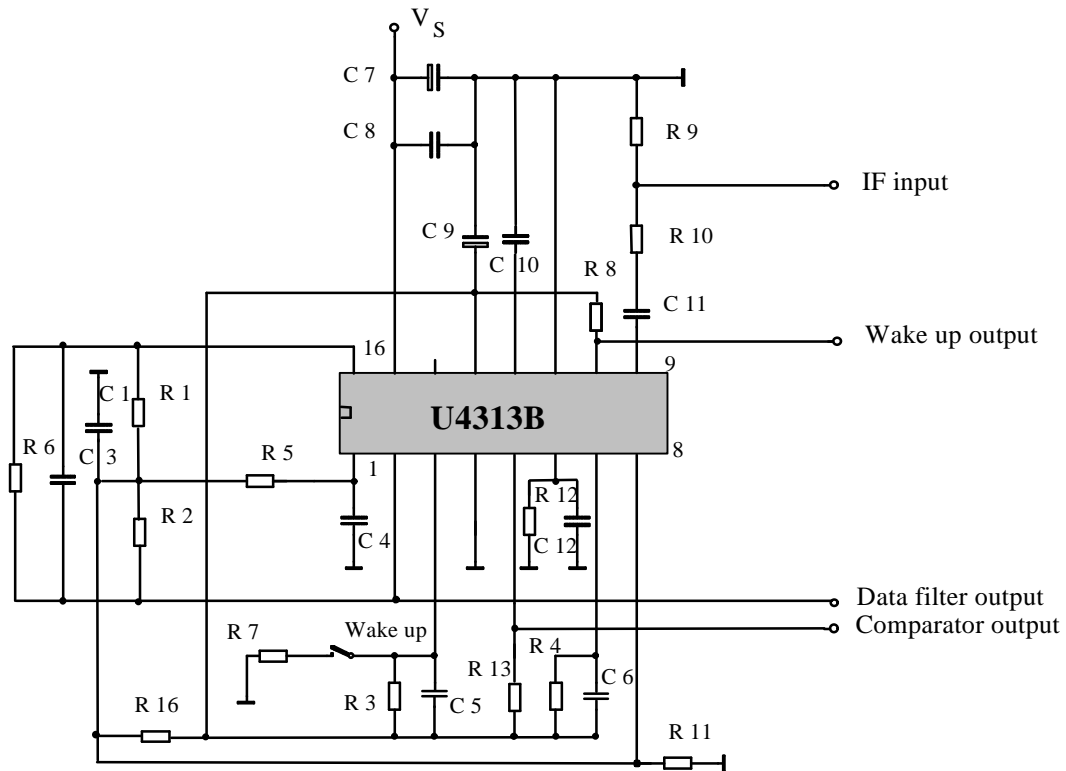 V S
C 7
C 8
R 9
IF input
C 9
R 10
C 10
R 8
C 11
Wake up output
16
9
C 1
R 1
U4313B
R 6
C 3
R 5
1
8
R 2
R 12
C 4
C 12
Data filter output
Comparator output
Wake up
R 7
R 4
R 13
C 6
R 3
C 5
R 16
R 11